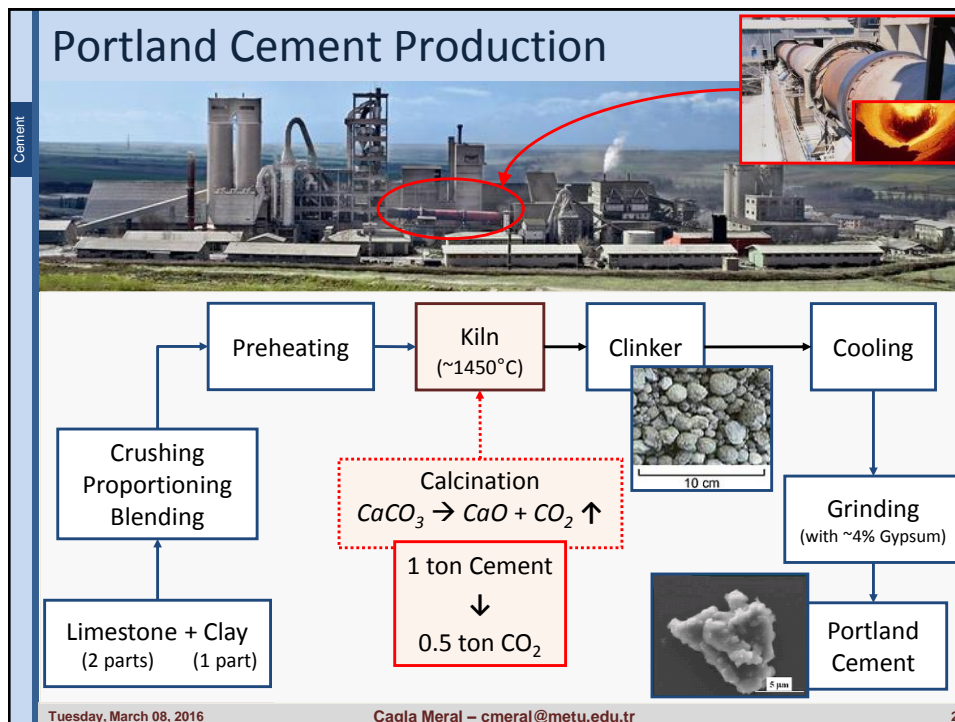 Portland Cement Production
Cement
Preheating
Kiln
(~1450°C)
Clinker
Cooling
Crushing
Proportioning
Blending
Calcination
CaCO₃ → CaO + CO₂ ↑
10 cm
Grinding
(with ~4% Gypsum)
1 ton Cement
↓
0.5 ton CO₂
Limestone + Clay
(2 parts) (1 part)
5 μm
Portland
Cement
Tuesday, March 08, 2016
Cagla Meral – cmeral@metu.edu.tr
2